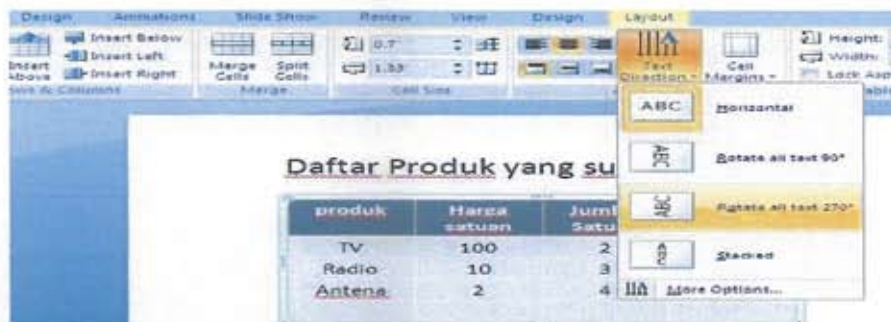 Design Animations Slide Show Review View Design Layout
Insert Below
Insert Left
Insert Right
Insert Above
Merge Cells
Split Cells
0.7"
1.33"
Text Direction
Cell Margins
Height:
Width:
Lock Asp
Merge
Cell Size
ABC Horizontal
Rotate all text 90°
ABC
Rotate all text 270°
ABC
Stacked
More Options...
Daftar Produk yang su
produk Harga satuan Juml Satu
TV 100 2
Radio 10 3
Antena 2 4